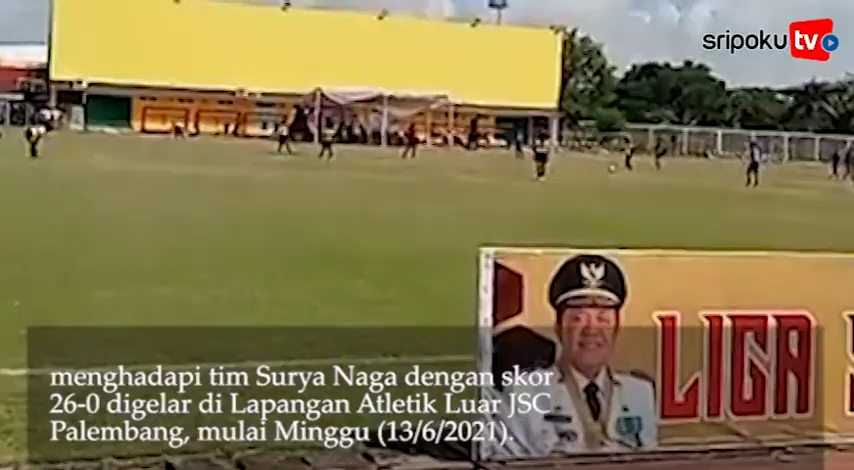 sripoku tv
LIGA S
menghadapi tim Surya Naga dengan skor
26-0 digelar di Lapangan Atletik Luar JSC
Palembang, mulai Minggu (13/6/2021).